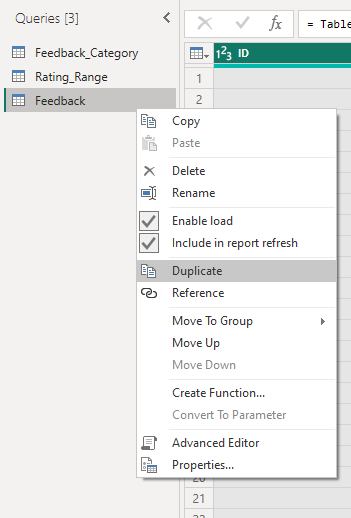 Queries [3]
= Table
Feedback_Category
Rating_Range
Feedback
1²3 ID
1
2
Copy
Paste
Delete
Rename
Enable load
Include in report refresh
Duplicate
Reference
Move To Group
Move Up
Move Down
Create Function...
Convert To Parameter
Advanced Editor
Properties...
20
21